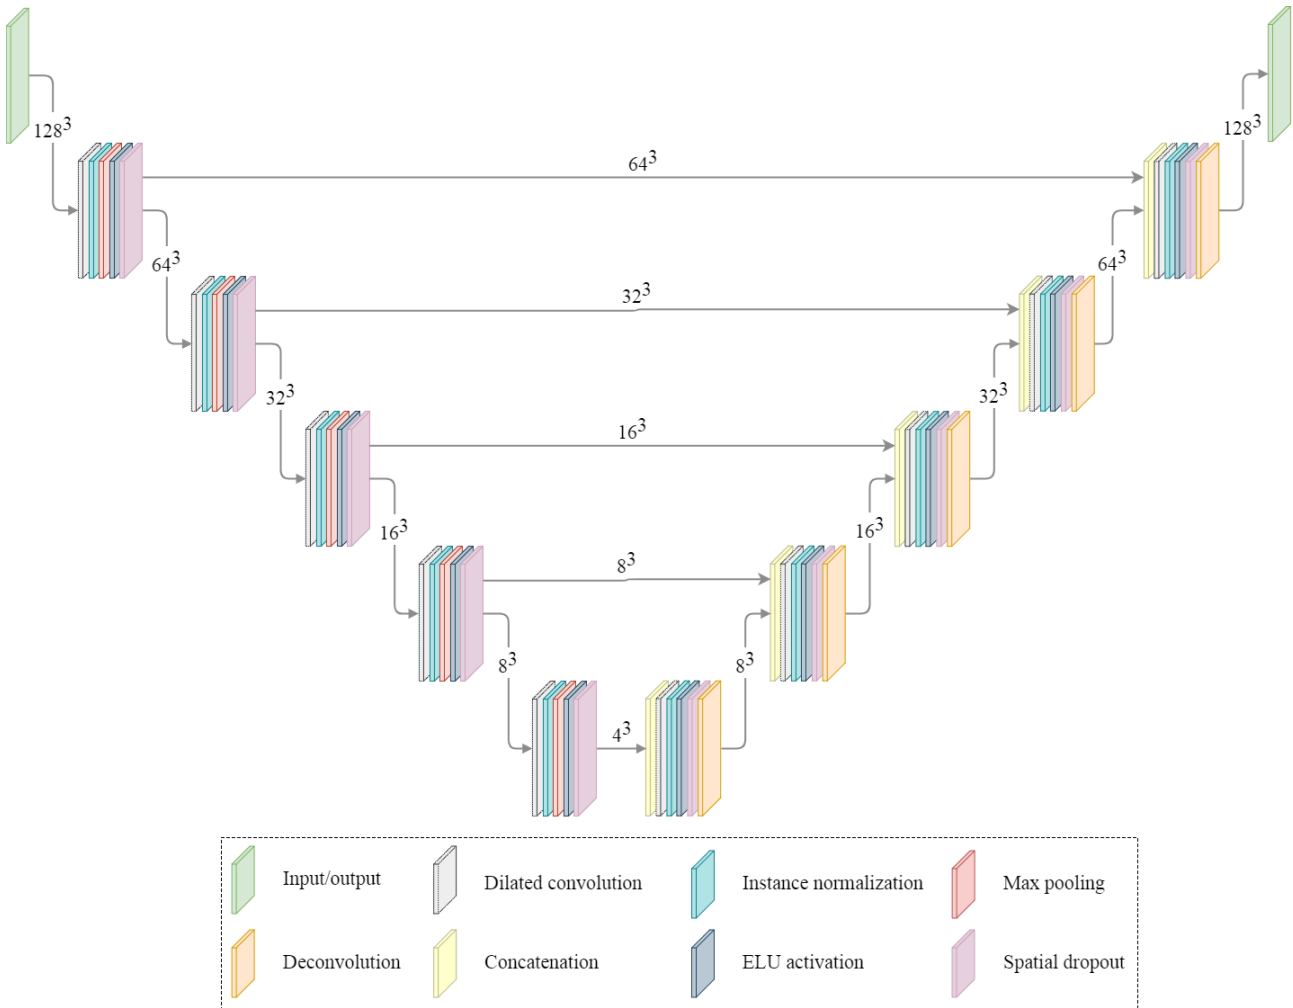 128³
128³
64³
64³
64³
32³
32³
32³
16³
16³
16³
8³
8³
8³
4³
Input/output
Dilated convolution
Instance normalization
Max pooling
Deconvolution
Concatenation
ELU activation
Spatial dropout